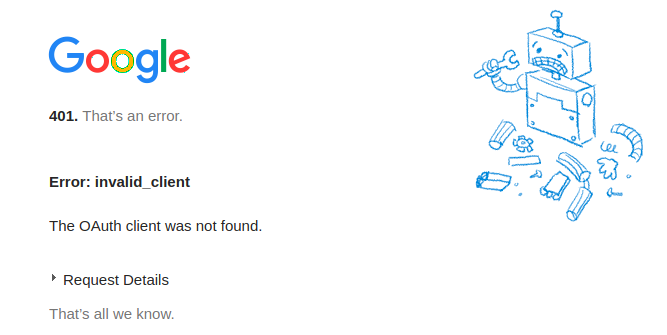 Google
401. That’s an error.
Error: invalid_client
The OAuth client was not found.
Request Details
That’s all we know.